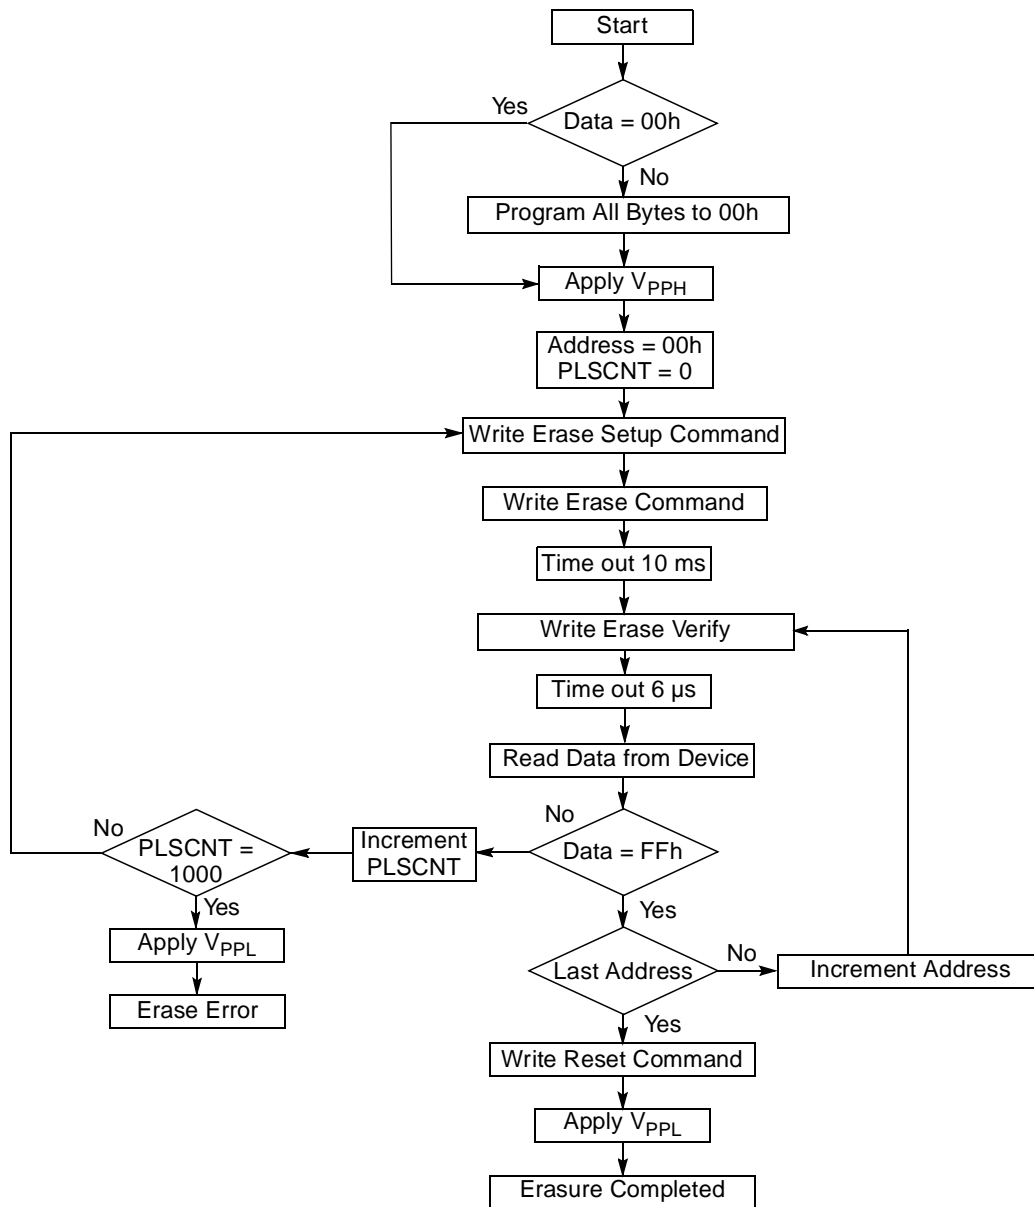 Start
Yes
Data = 00h
No
Program All Bytes to 00h
Apply VPPH
Address = 00h
PLSCNT = 0
Write Erase Setup Command
Write Erase Command
Time out 10 ms
Write Erase Verify
Time out 6 µs
Read Data from Device
No
Data = FFh
Increment
PLSCNT
No
PLSCNT =
1000
Yes
Apply VPPL
Erase Error
Yes
Last Address
No
Increment Address
Yes
Write Reset Command
Apply VPPL
Erasure Completed